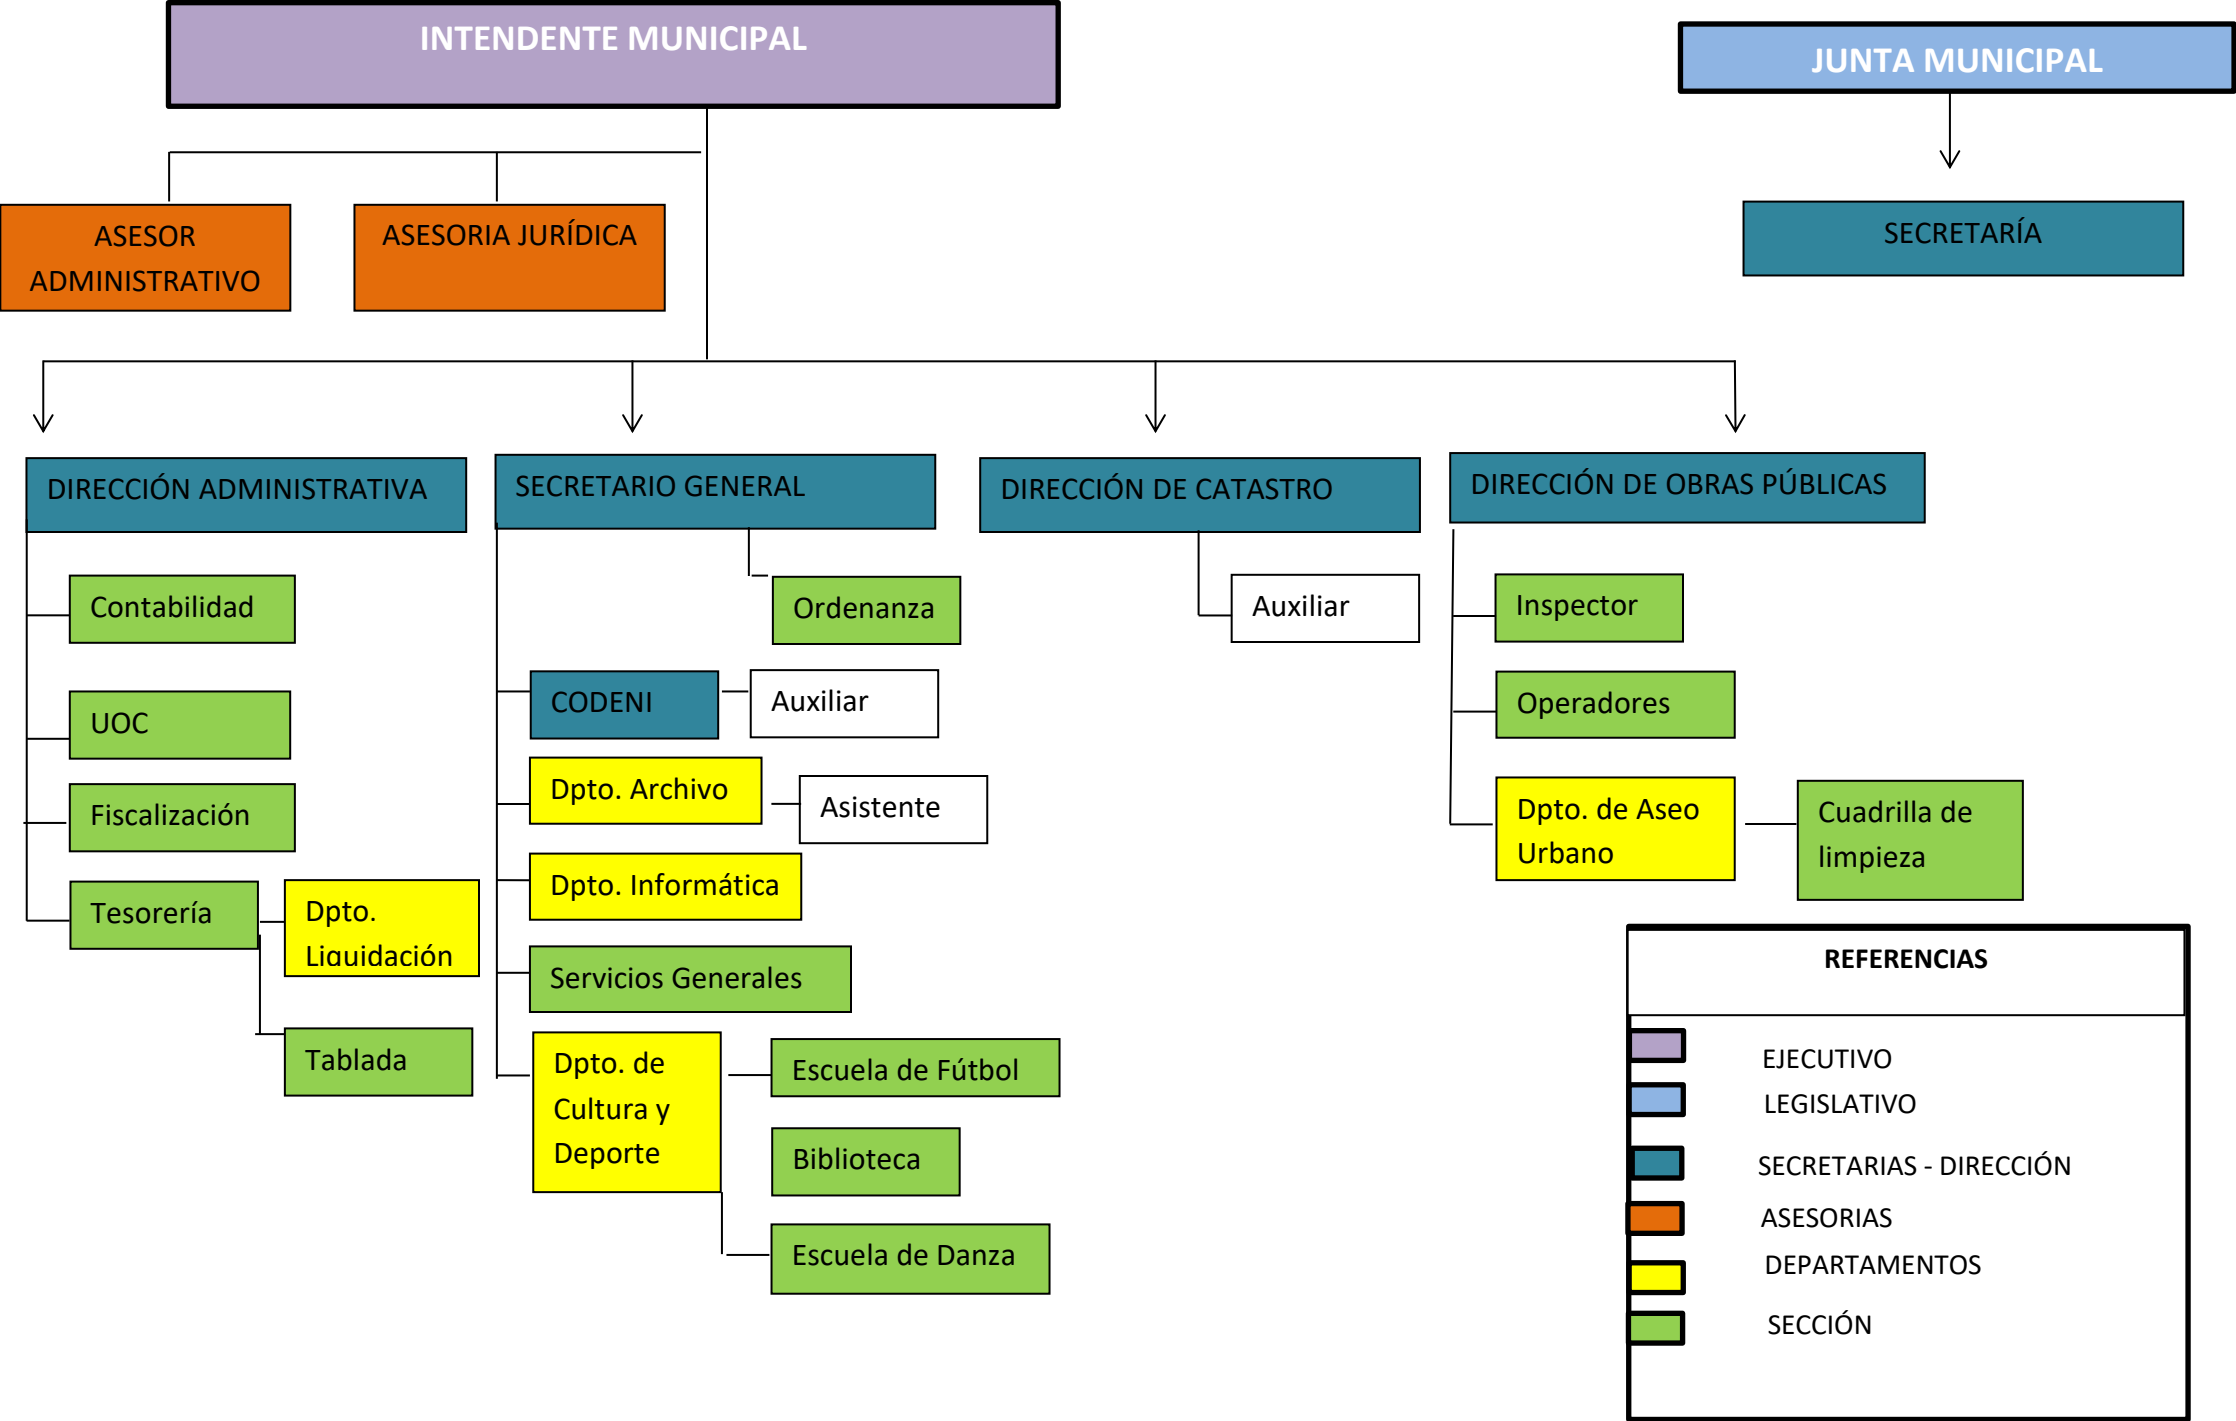 INTENDENTE MUNICIPAL
JUNTA MUNICIPAL
ASESOR
ADMINISTRATIVO
ASESORIA JURÍDICA
SECRETARÍA
DIRECCIÓN ADMINISTRATIVA
SECRETARIO GENERAL
DIRECCIÓN DE CATASTRO
DIRECCIÓN DE OBRAS PÚBLICAS
Contabilidad
UOC
Fiscalización
Tesorería
Dpto.
Liquidación
Tablada
Ordenanza
CODENI
Auxiliar
Dpto. Archivo
Asistente
Dpto. Informática
Servicios Generales
Dpto. de
Cultura y
Deporte
Escuela de Fútbol
Biblioteca
Escuela de Danza
Auxiliar
Inspector
Operadores
Dpto. de Aseo
Urbano
Cuadrilla de
limpieza
REFERENCIAS
EJECUTIVO
LEGISLATIVO
SECRETARIAS - DIRECCIÓN
ASESORIAS
DEPARTAMENTOS
SECCIÓN